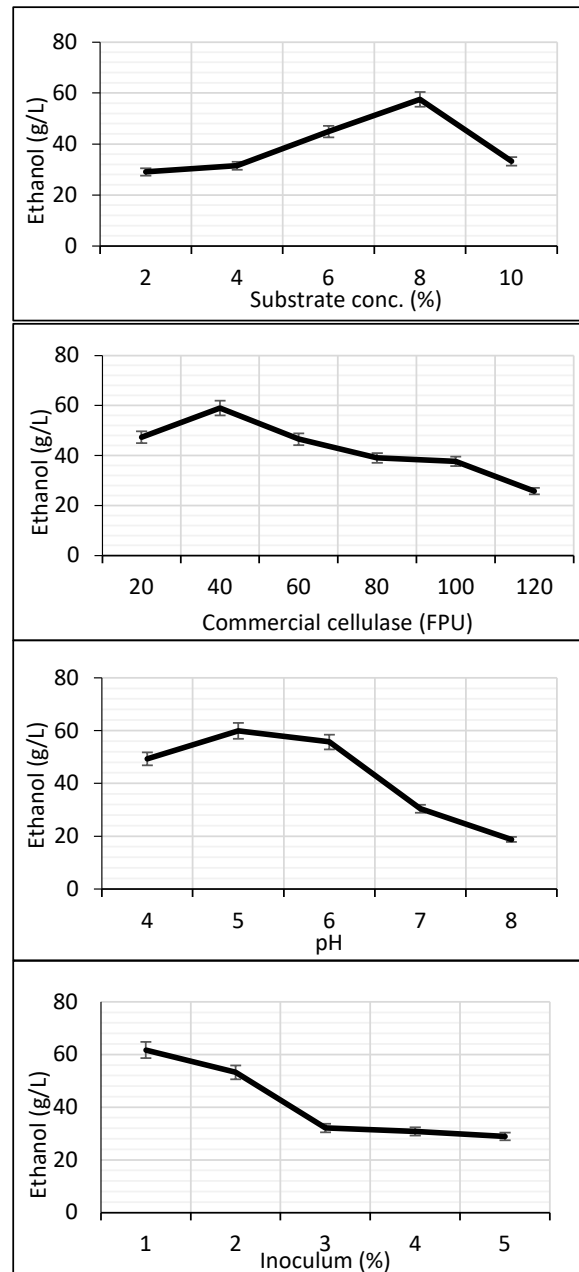 80
60
40
20
0
Ethanol (g/L)
2 4 6 8 10
Substrate conc. (%)
80
60
40
20
0
Ethanol (g/L)
20 40 60 80 100 120
Commercial cellulase (FPU)
80
60
40
20
0
Ethanol (g/L)
4 5 6 7 8
pH
80
60
40
20
0
Ethanol (g/L)
1 2 3 4 5
Inoculum (%)